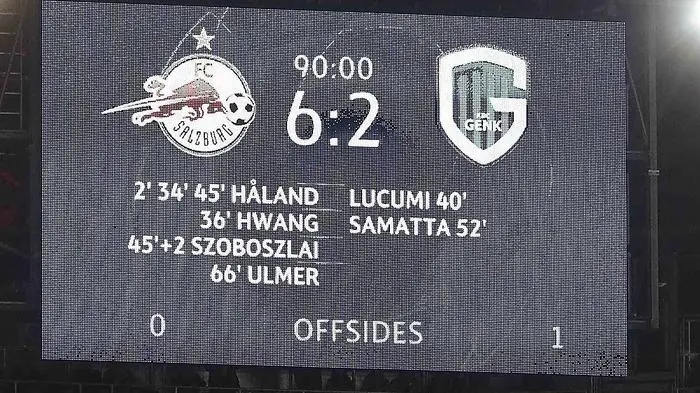 FC
SALZBURG
90:00
6:2
KRC
GENK
2' 34' 45' HÅLAND
36' HWANG
45'+2 SZOBOSZLAI
66' ULMER
LUCUMI 40'
SAMATTA 52'
0 OFFSIDES 1